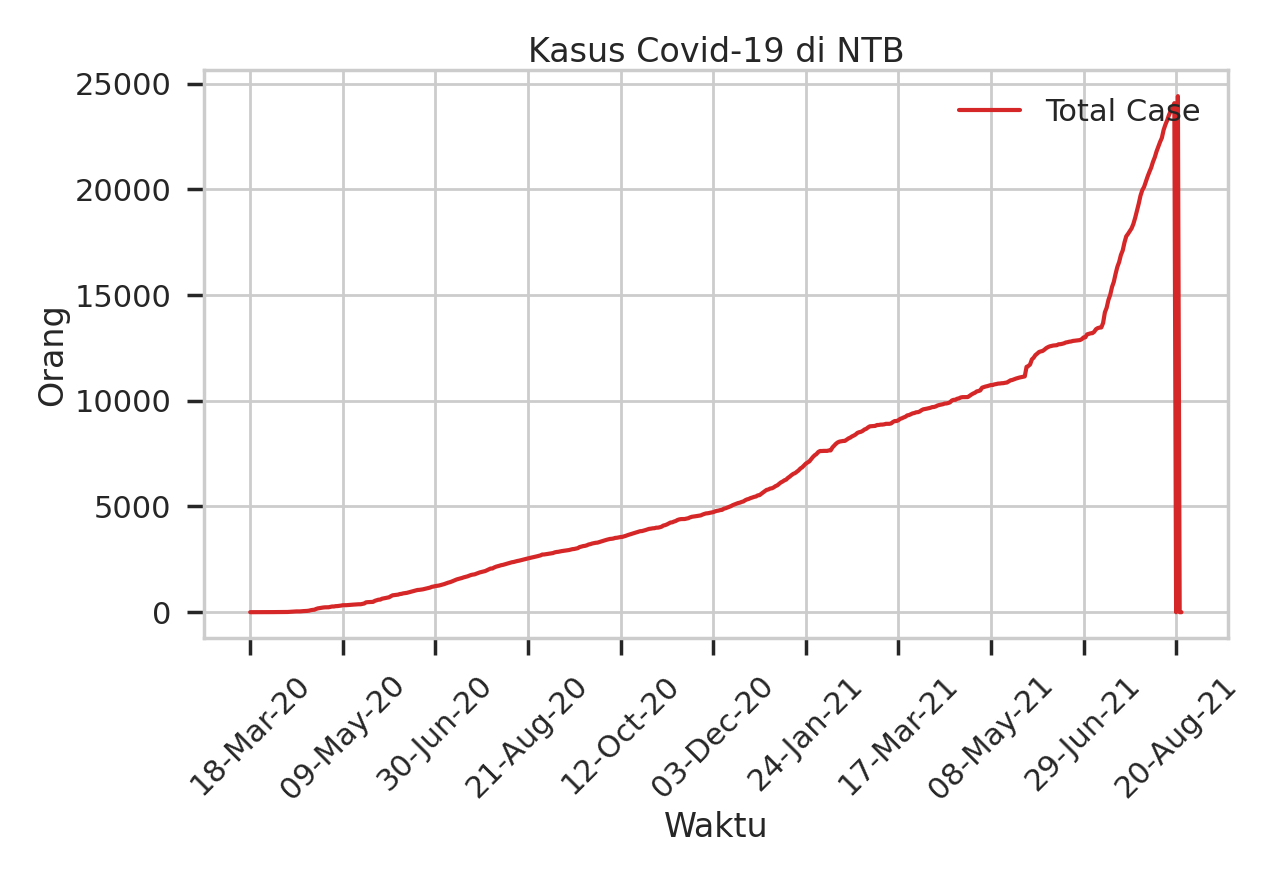 Kasus Covid-19 di NTB
Total Case
Orang
25000
20000
15000
10000
5000
0
18-Mar-20
09-May-20
30-Jun-20
21-Aug-20
12-Oct-20
03-Dec-20
24-Jan-21
17-Mar-21
08-May-21
29-Jun-21
20-Aug-21
Waktu